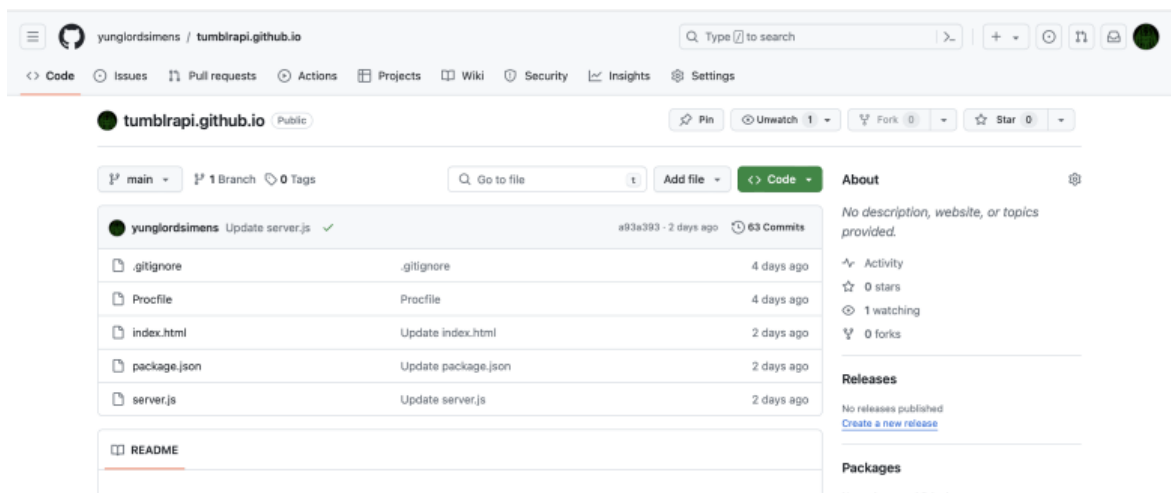 yunglordsimens / tumblrapi.github.io
Type / to search
Code Issues Pull requests Actions Projects Wiki Security Insights Settings
tumblrapi.github.io Public
Pin Unwatch 1 Fork 0 Star 0
main 1 Branch 0 Tags Go to file t Add file Code
yunglordsimens Update server.js a93a393 · 2 days ago 63 Commits
.gitignore .gitignore 4 days ago
Procfile Procfile 4 days ago
index.html Update index.html 2 days ago
package.json Update package.json 2 days ago
server.js Update server.js 2 days ago
README
About
No description, website, or topics
provided.
Activity
0 stars
1 watching
0 forks
Releases
No releases published
Create a new release
Packages